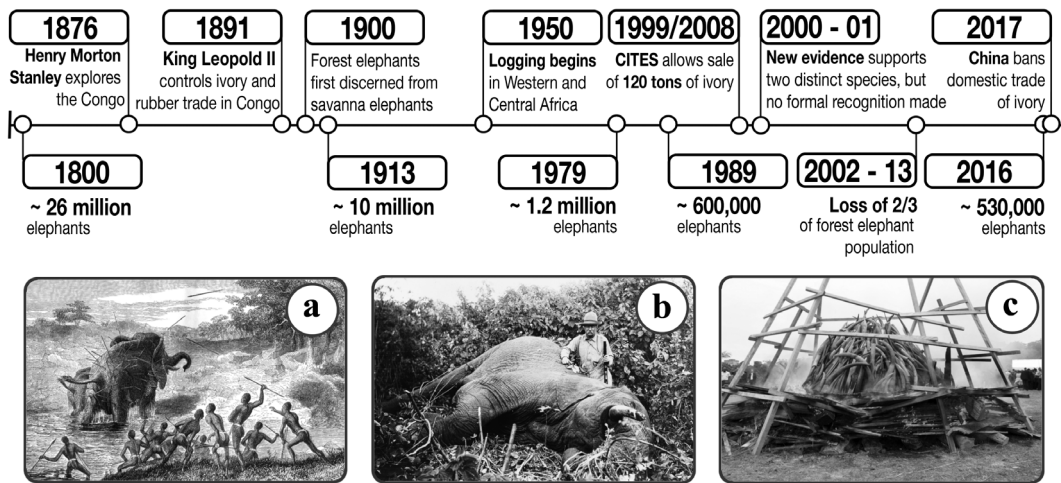 1876
Henry Morton
Stanley explores
the Congo
1891
King Leopold II
controls ivory and
rubber trade in Congo
1900
Forest elephants
first discerned from
savanna elephants
1950
Logging begins
in Western and
Central Africa
1999/2008
CITES allows sale
of 120 tons of ivory
2000 - 01
New evidence supports
two distinct species, but
no formal recognition made
2017
China bans
domestic trade
of ivory
1800
~ 26 million
elephants
1913
~ 10 million
elephants
1979
~ 1.2 million
elephants
1989
~ 600,000
elephants
2002 - 13
Loss of 2/3
of forest elephant
population
2016
~ 530,000
elephants
a
b
c